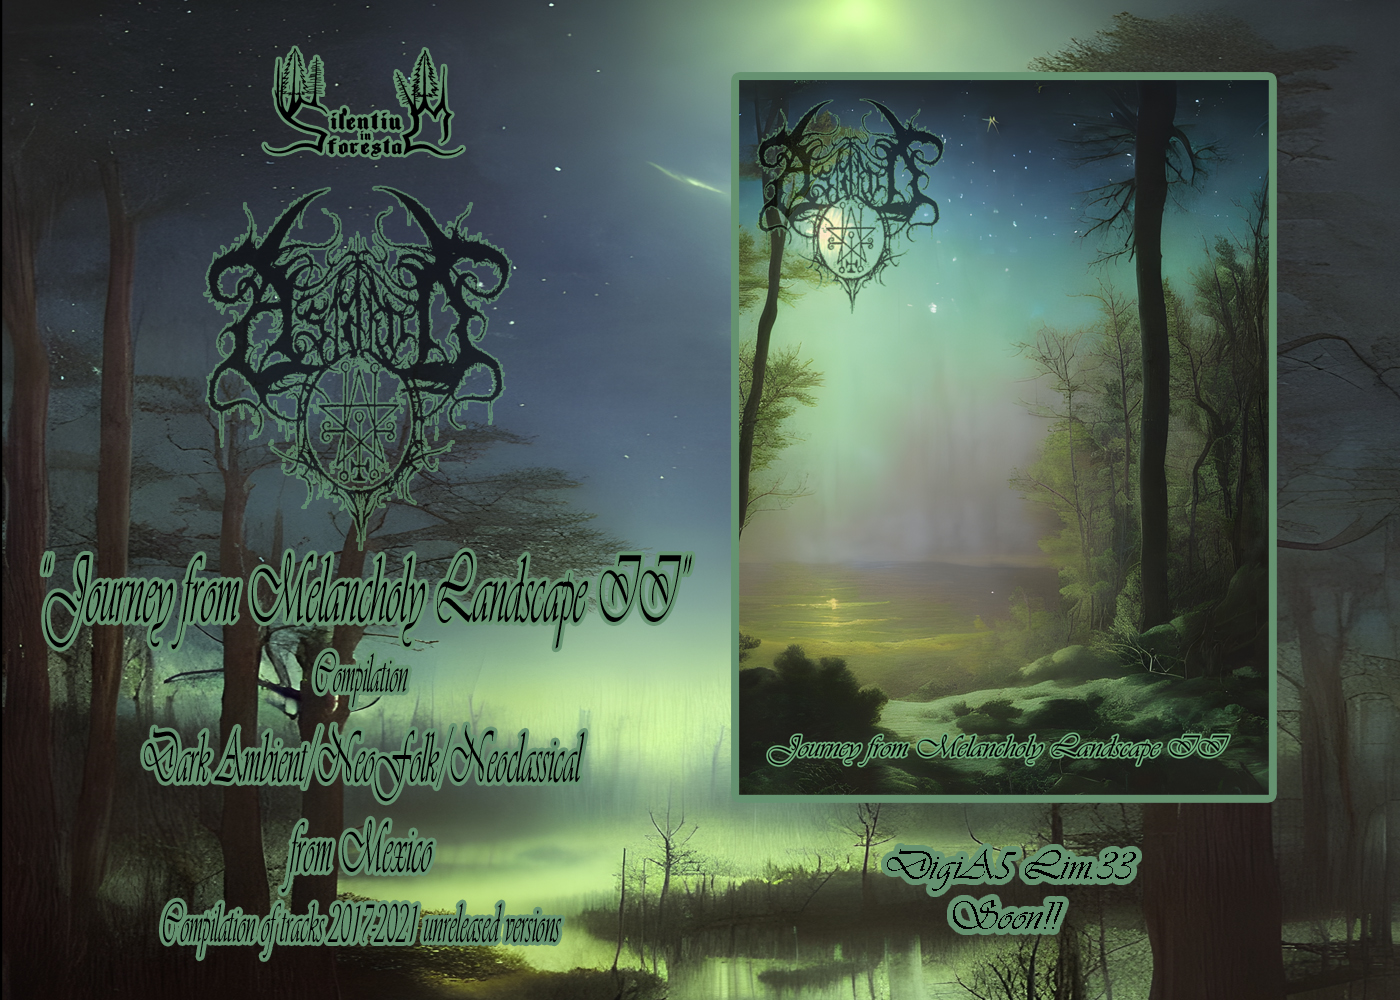 Silentium
in
foresta
"Journey from Melancholy Landscape II"
Compilation
Dark Ambient/NeoFolk/Neoclassical
from Mexico
Compilation of tracks 2017-2021 unreleased versions
Journey from Melancholy Landscape II
DigiA5 Lim.33
Soon!!